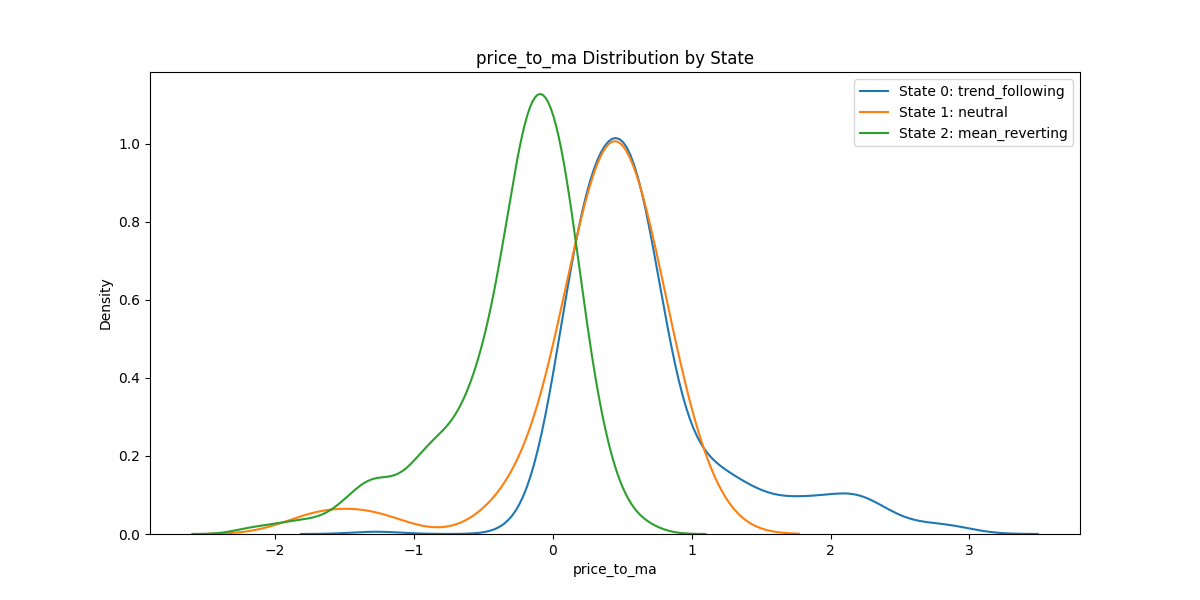 price_to_ma Distribution by State
State 0: trend_following
State 1: neutral
State 2: mean_reverting
Density
1.0
0.8
0.6
0.4
0.2
0.0
−2
−1
0
1
2
3
price_to_ma